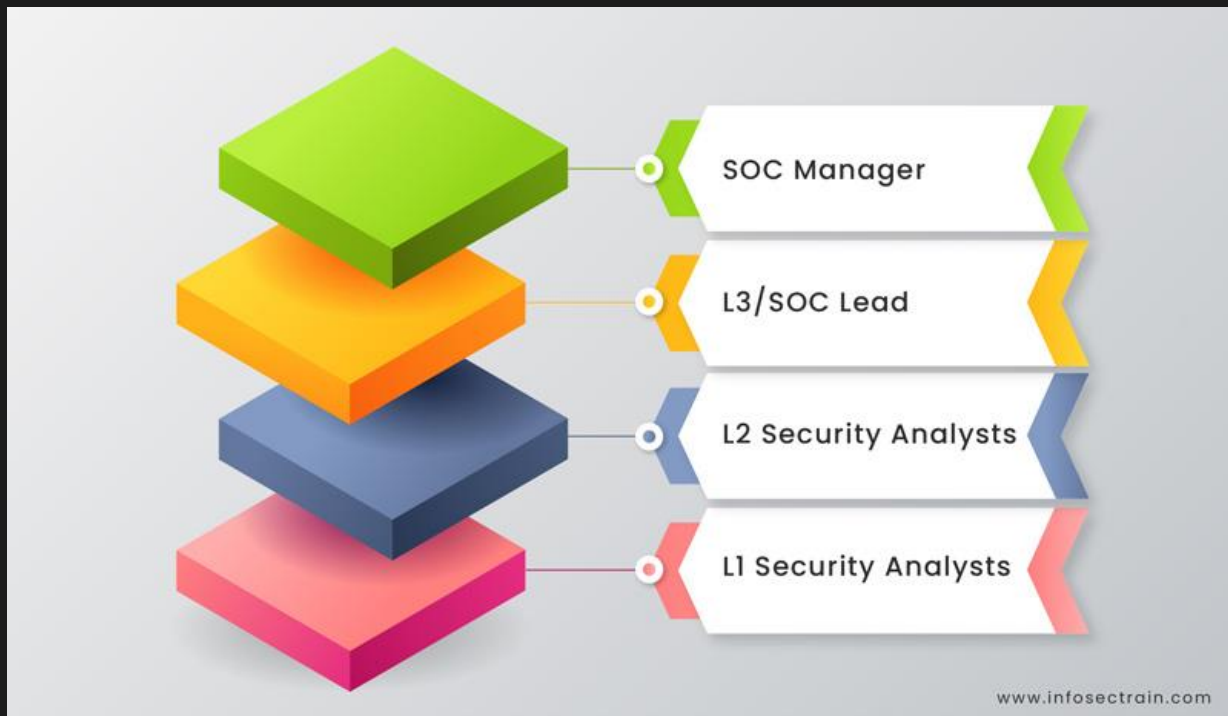 SOC Manager
L3/SOC Lead
L2 Security Analysts
L1 Security Analysts
www.infosectrain.com